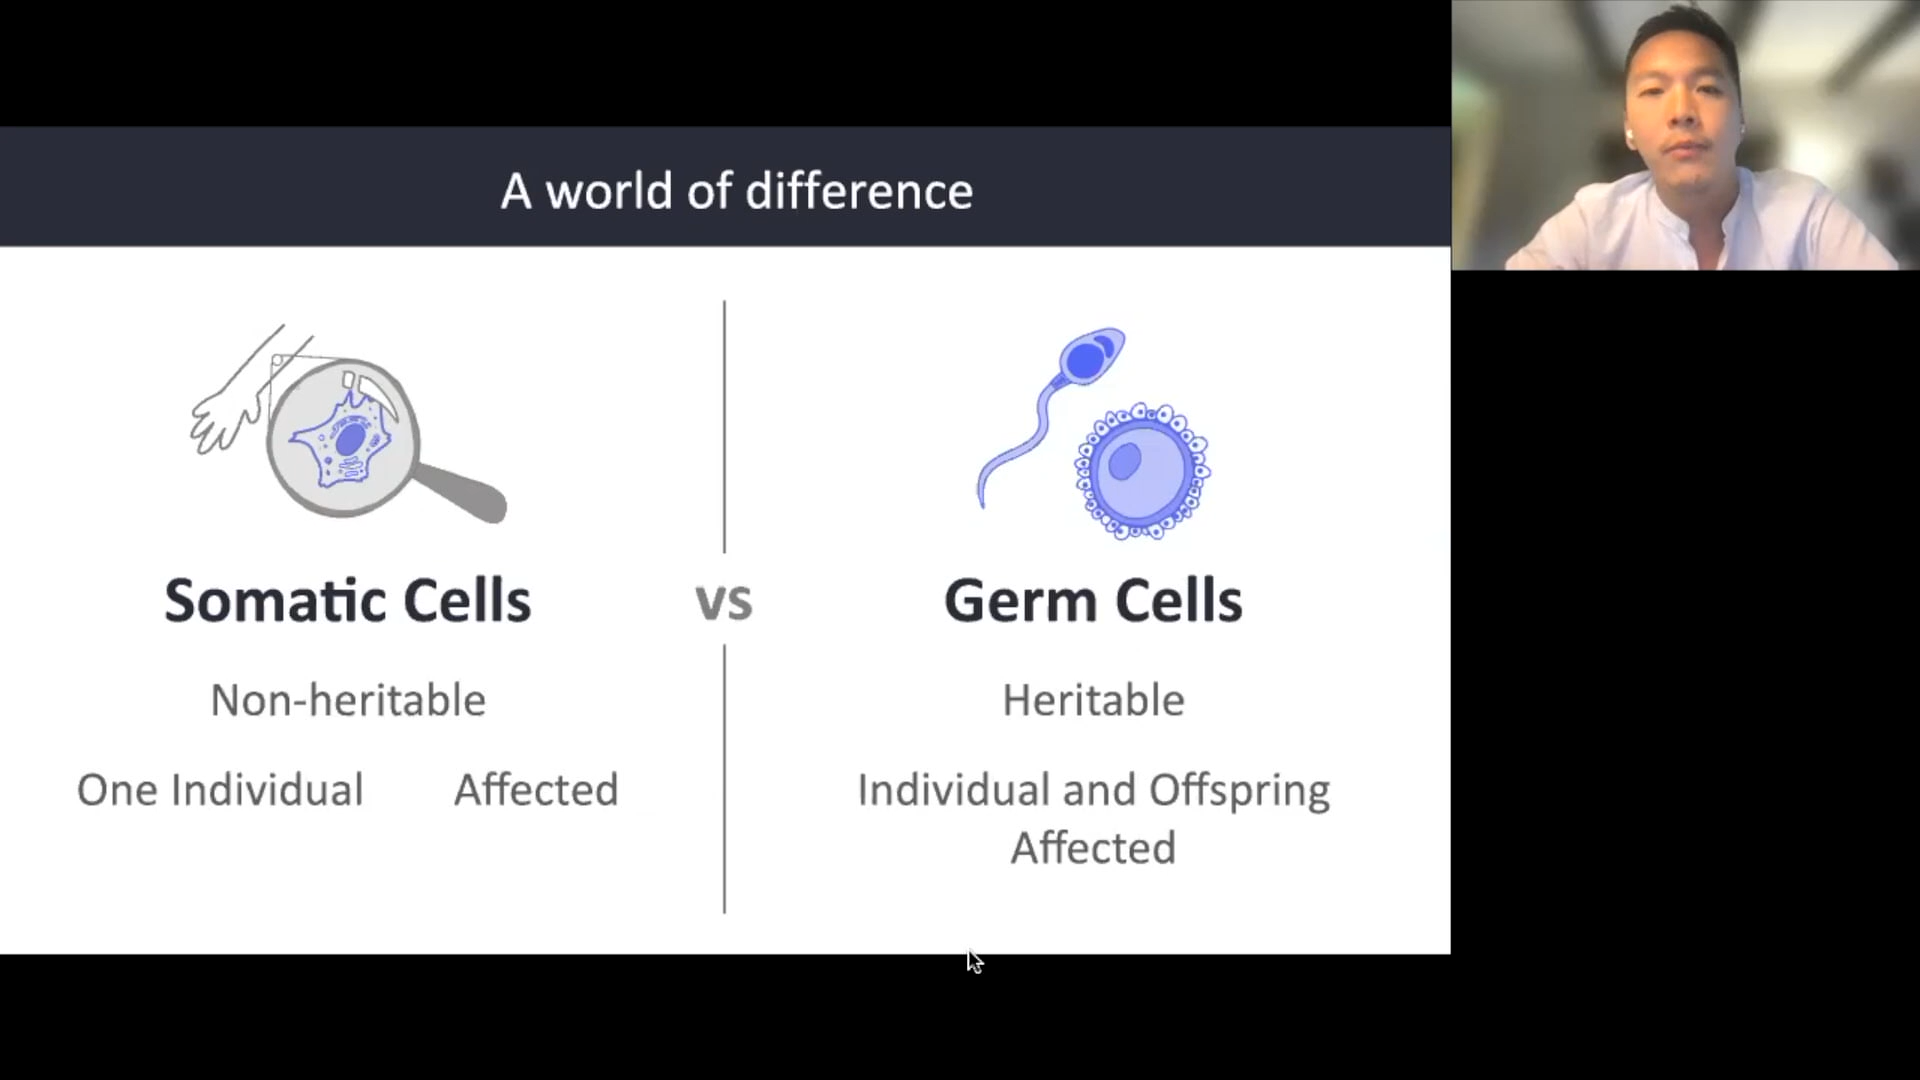 A world of difference
Somatic Cells
vs
Germ Cells
Non-heritable
Heritable
One Individual Affected
Individual and Offspring
Affected